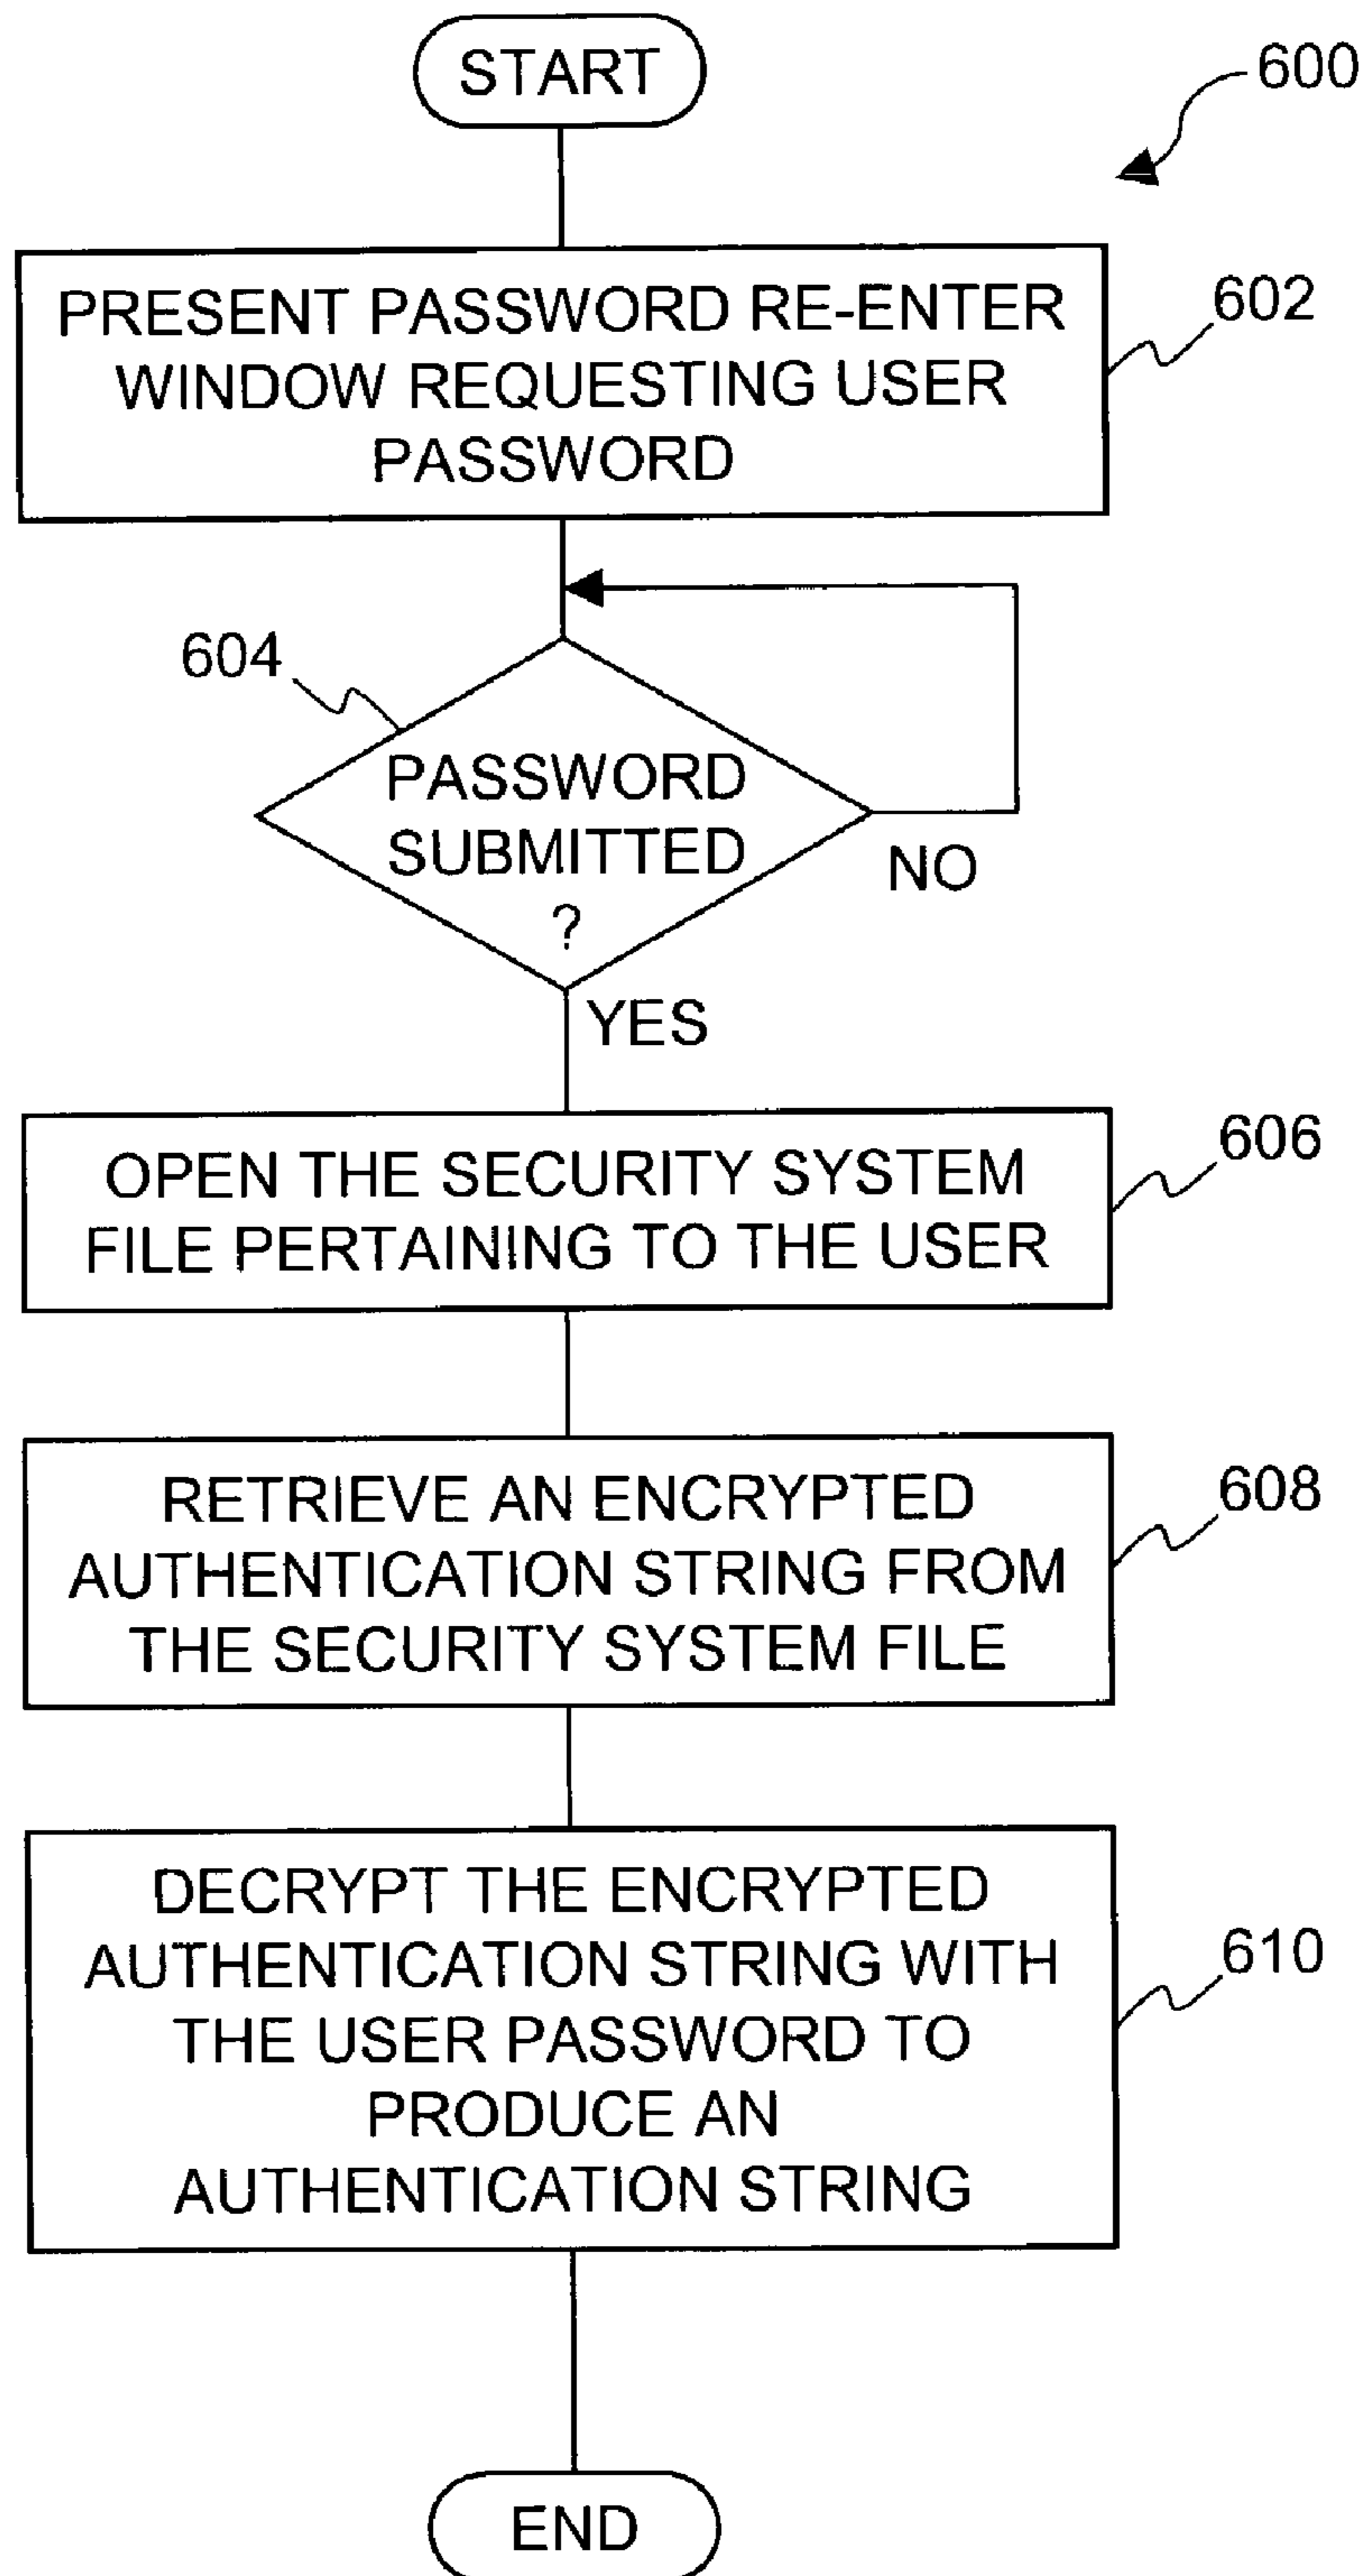 START
600
PRESENT PASSWORD RE-ENTER
WINDOW REQUESTING USER
PASSWORD
602
604
PASSWORD
SUBMITTED
?
NO
YES
OPEN THE SECURITY SYSTEM
FILE PERTAINING TO THE USER
606
RETRIEVE AN ENCRYPTED
AUTHENTICATION STRING FROM
THE SECURITY SYSTEM FILE
608
DECRYPT THE ENCRYPTED
AUTHENTICATION STRING WITH
THE USER PASSWORD TO
PRODUCE AN
AUTHENTICATION STRING
610
END